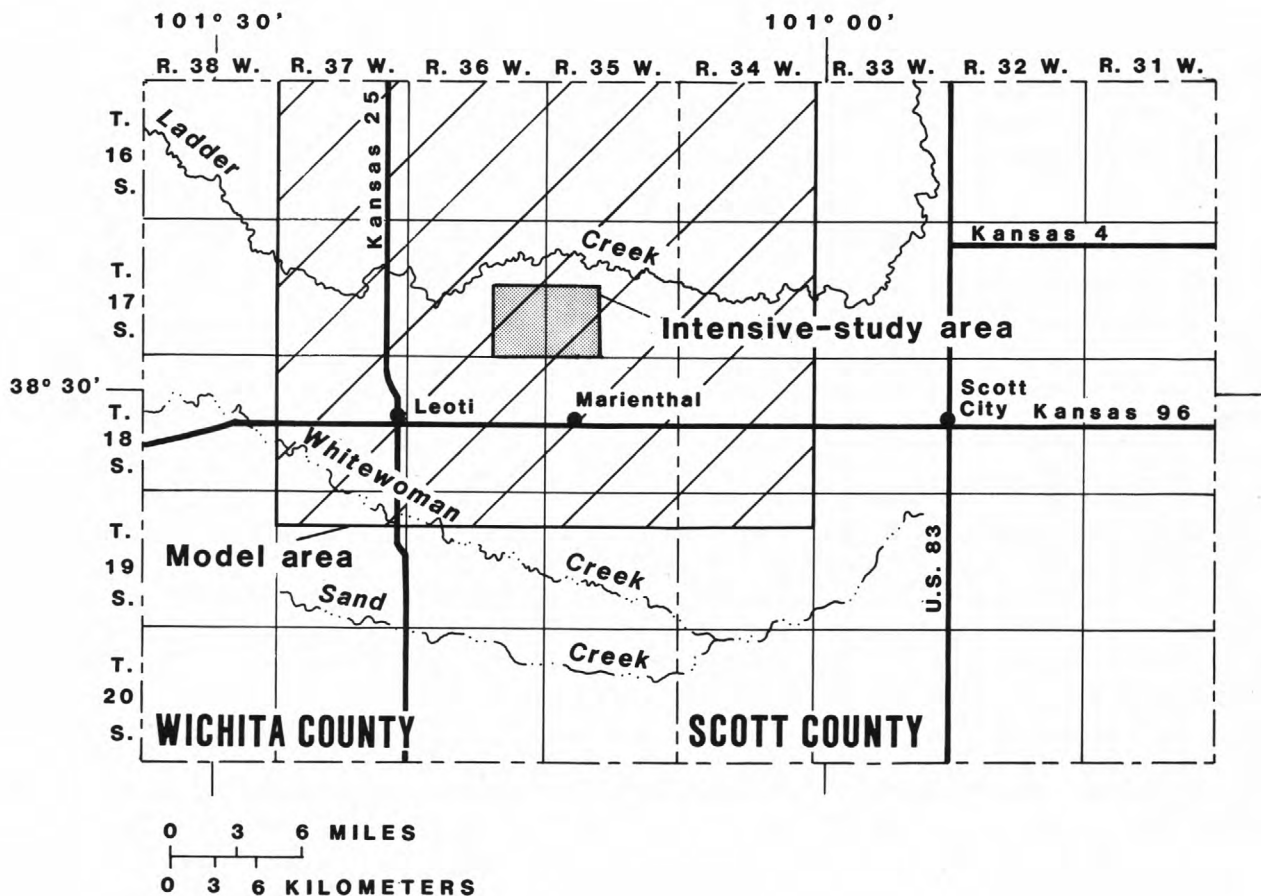 101° 30'
101° 00'
R. 38 W.
R. 37 W.
R. 36 W.
R. 35 W.
R. 34 W.
R. 33 W.
R. 32 W.
R. 31 W.
T.
16
S.
Ladder
Kansas 25
Kansas 4
Creek
T.
17
S.
Intensive-study area
38° 30'
T.
18
S.
Leoti
Marienthal
Scott
City
Kansas 96
Whitewoman
Model area
T.
19
S.
Creek
U.S. 83
Sand
Creek
T.
20
S.
WICHITA COUNTY
SCOTT COUNTY
0 3 6 MILES
0 3 6 KILOMETERS